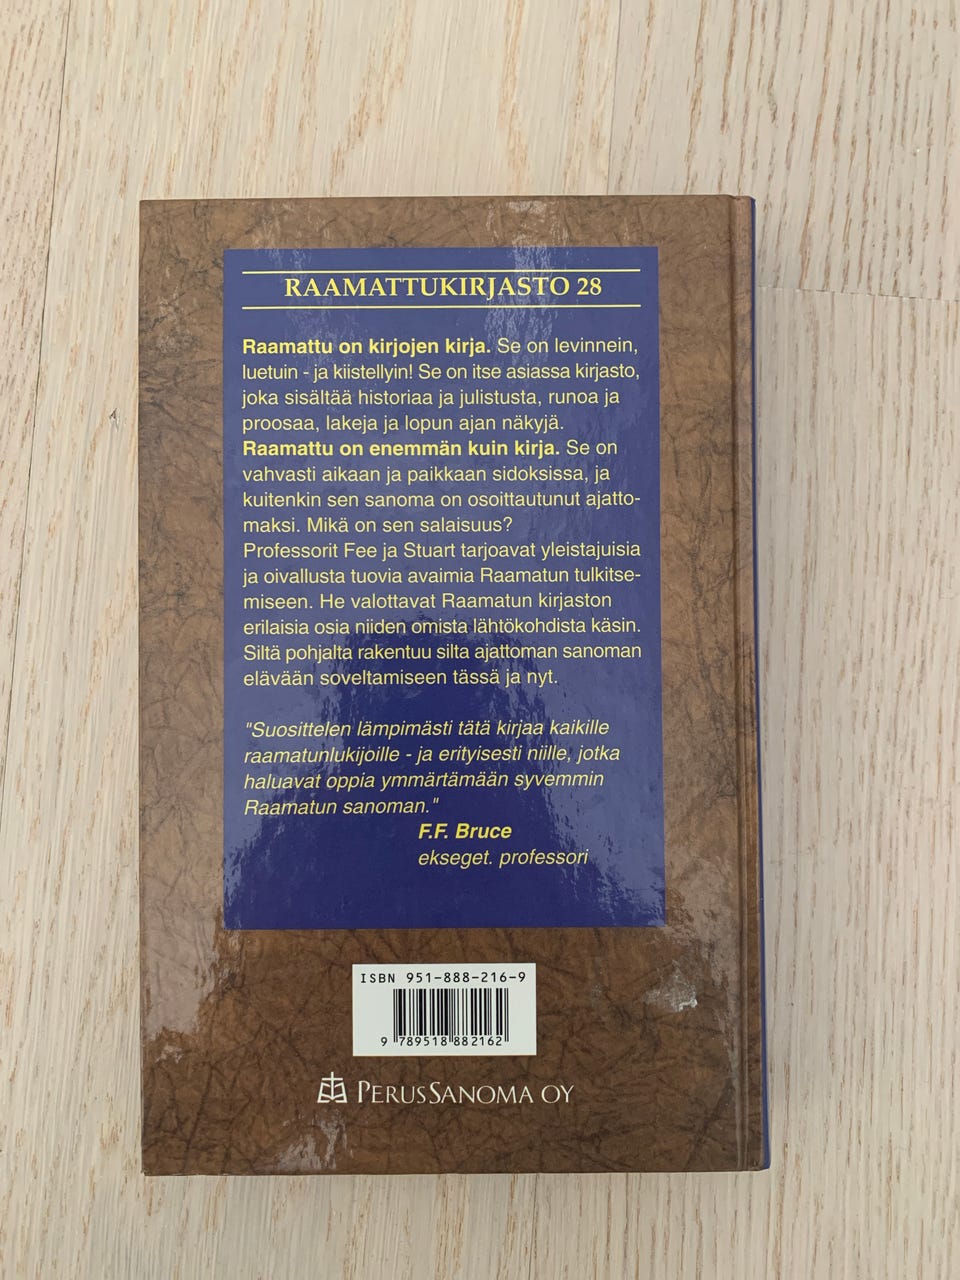 RAAMATTUKIRJASTO 28
Raamattu on kirjojen kirja. Se on levinnein,
luetuin - ja kiistellyin! Se on itse asiassa kirjasto,
joka sisältää historiaa ja julistusta, runoa ja
proosaa, lakeja ja lopun ajan näkyjä.
Raamattu on enemmän kuin kirja. Se on
vahvasti aikaan ja paikkaan sidoksissa, ja
kuitenkin sen sanoma on osoittautunut ajatto-
maksi. Mikä on sen salaisuus?
Professorit Fee ja Stuart tarjoavat yleistajuisia
ja oivallusta tuovia avaimia Raamatun tulkitse-
miseen. He valottavat Raamatun kirjaston
erilaisia osia niiden omista lähtökohdista käsin.
Siltä pohjalta rakentuu silta ajattoman sanoman
elävään soveltamiseen tässä ja nyt.
"Suosittelen lämpimästi tätä kirjaa kaikille
raamatunlukijoille - ja erityisesti niille, jotka
haluavat oppia ymmärtämään syvemmin
Raamatun sanoman."
F.F. Bruce
ekseget. professori
ISBN 951-888-216-9
9 789518 882162
PERUSSANOMA OY